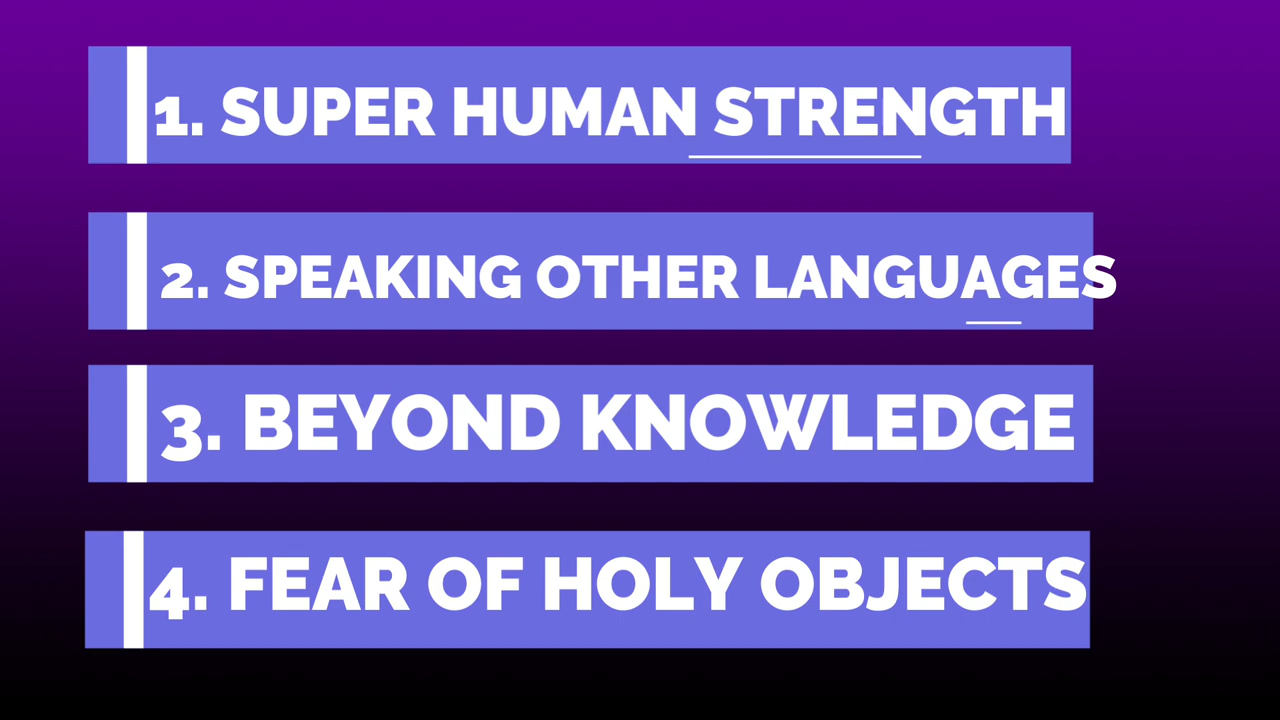 1. SUPER HUMAN STRENGTH
2. SPEAKING OTHER LANGUAGES
3. BEYOND KNOWLEDGE
4. FEAR OF HOLY OBJECTS